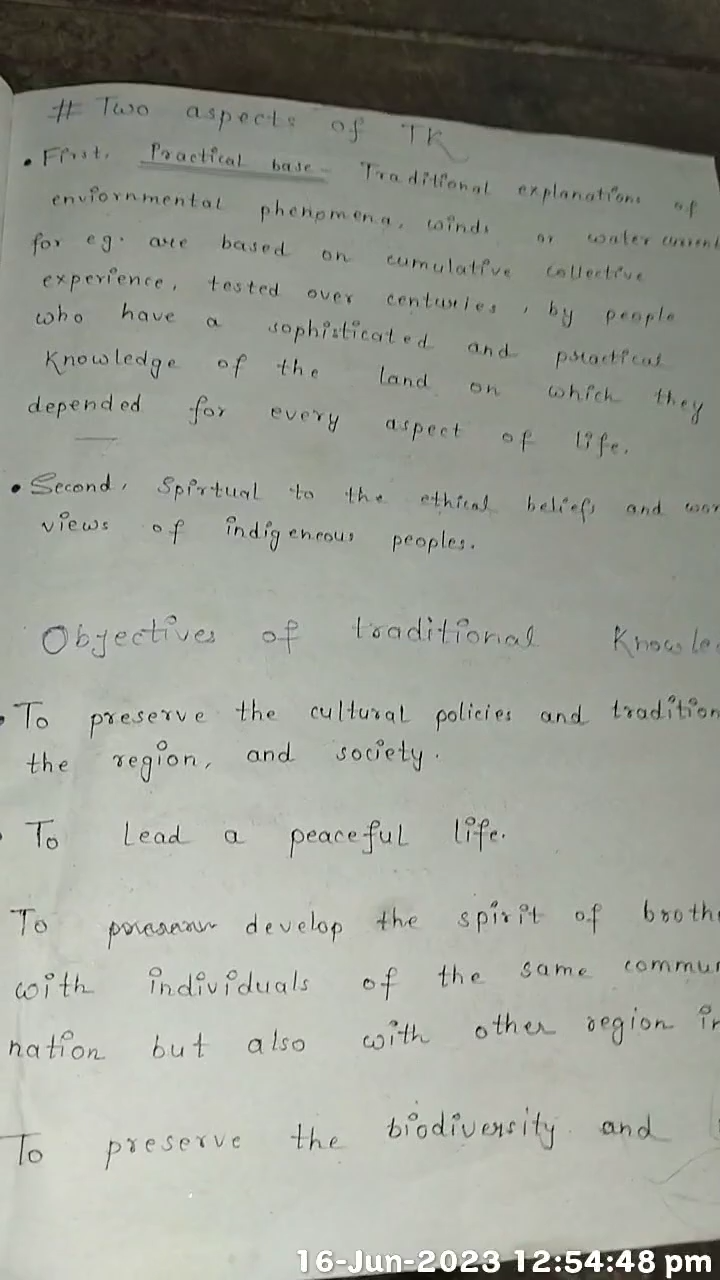 # Two aspects of TK
• First, Practical base - Traditional explanations of
enviornmental phenomena, winds or water current
for eg. are based on cumulative collective
experience, tested over centuries, by people
who have a sophisticated and practical
Knowledge of the land on which they
depended for every aspect of life.
• Second, Spirtual to the ethical beliefs and wor
views of indigeneous peoples.
Objectives of traditional Knowle
• To preserve the cultural policies and tradition
the region, and society.
• To Lead a peaceful life.
To develop the spirit of broth
with individuals of the same commun
nation but also with other region in
To preserve the biodiversity and
16-Jun-2023 12:54:48 pm